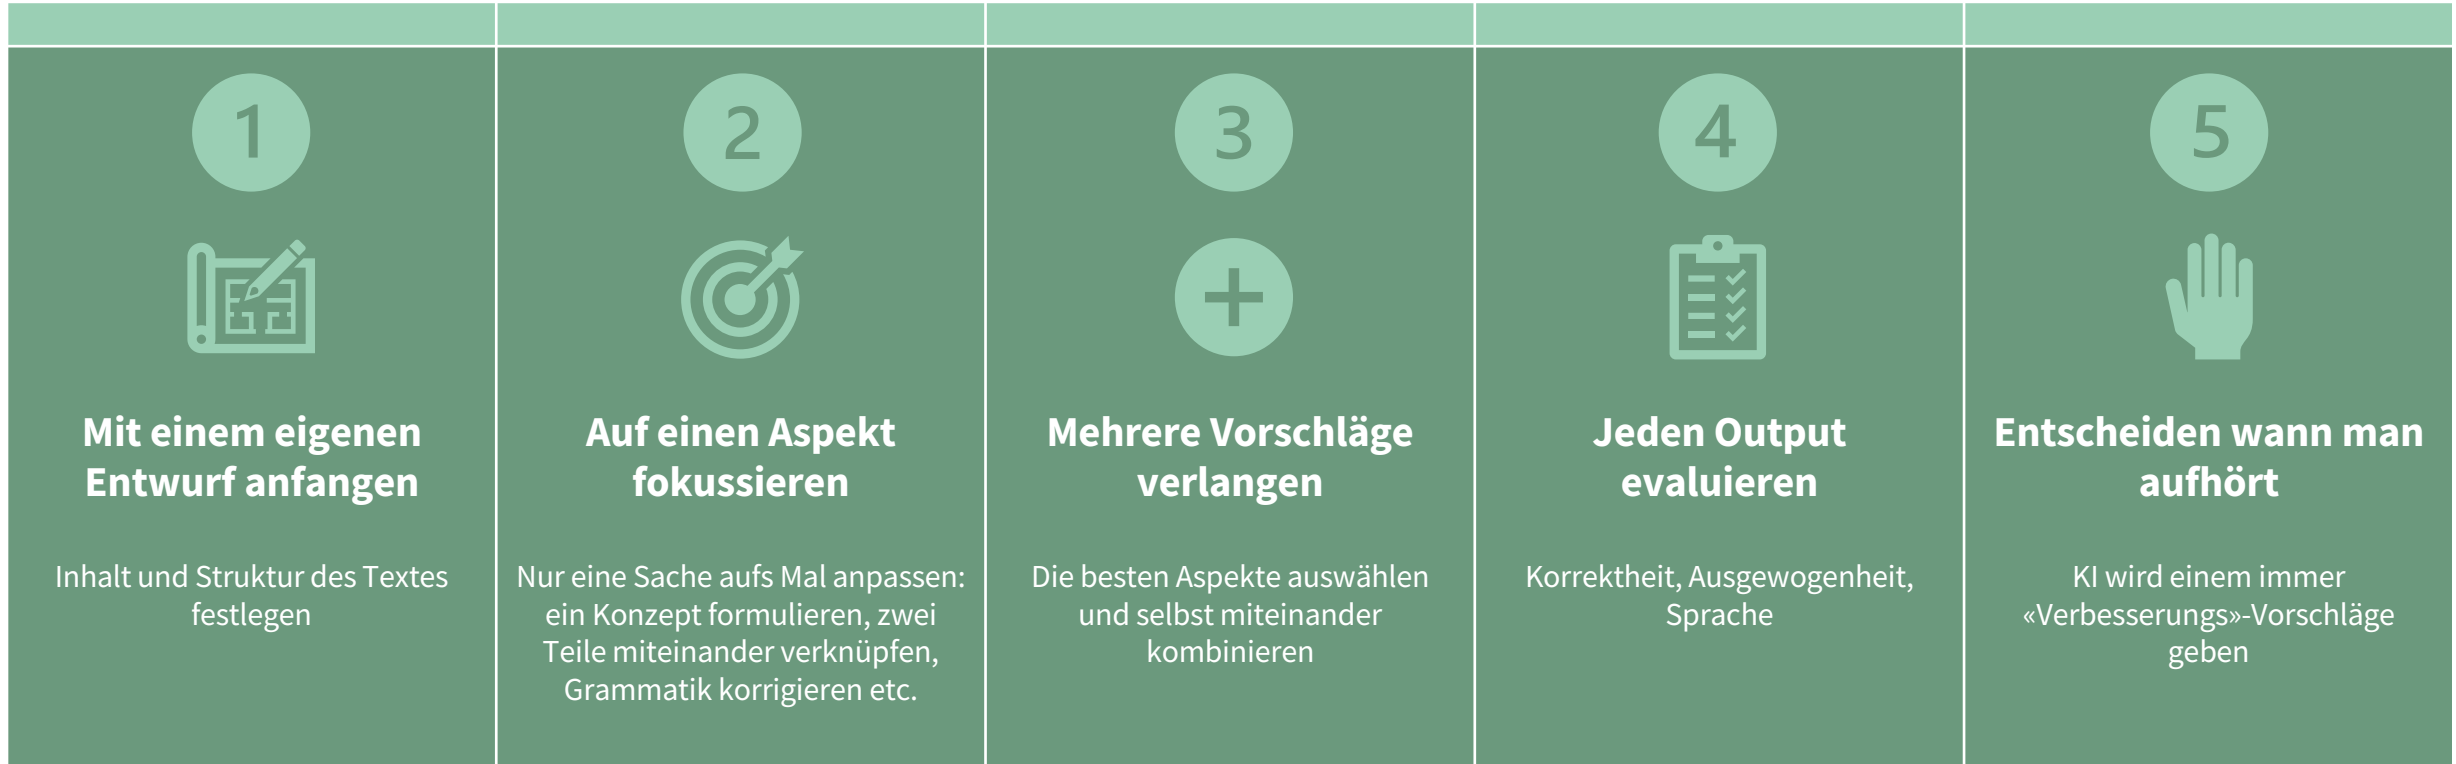 1
Mit einem eigenen
Entwurf anfangen
Inhalt und Struktur des Textes
festlegen
2
Auf einen Aspekt
fokussieren
Nur eine Sache aufs Mal anpassen:
ein Konzept formulieren, zwei
Teile miteinander verknüpfen,
Grammatik korrigieren etc.
3
Mehrere Vorschläge
verlangen
Die besten Aspekte auswählen
und selbst miteinander
kombinieren
4
Jeden Output
evaluieren
Korrektheit, Ausgewogenheit,
Sprache
5
Entscheiden wann man
aufhört
KI wird einem immer
«Verbesserungs»-Vorschläge
geben